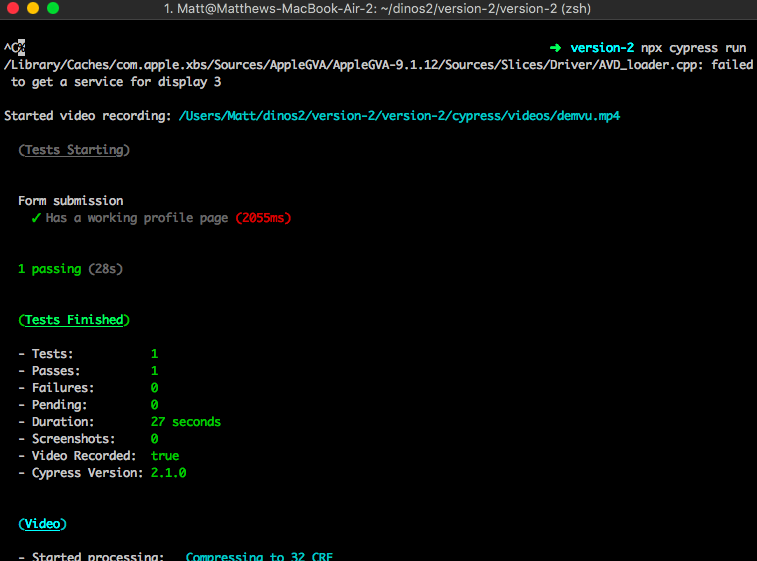 1. Matt@Matthews-MacBook-Air-2: ~/dinos2/version-2/version-2 (zsh)
^C% ➜ version-2 npx cypress run
/Library/Caches/com.apple.xbs/Sources/AppleGVA/AppleGVA-9.1.12/Sources/Slices/Driver/AVD_loader.cpp: failed
to get a service for display 3
Started video recording: /Users/Matt/dinos2/version-2/version-2/cypress/videos/demvu.mp4
(Tests Starting)
Form submission
✓ Has a working profile page (2055ms)
1 passing (28s)
(Tests Finished)
- Tests: 1
- Passes: 1
- Failures: 0
- Pending: 0
- Duration: 27 seconds
- Screenshots: 0
- Video Recorded: true
- Cypress Version: 2.1.0
(Video)
- Started processing: Compressing to 32 CRF